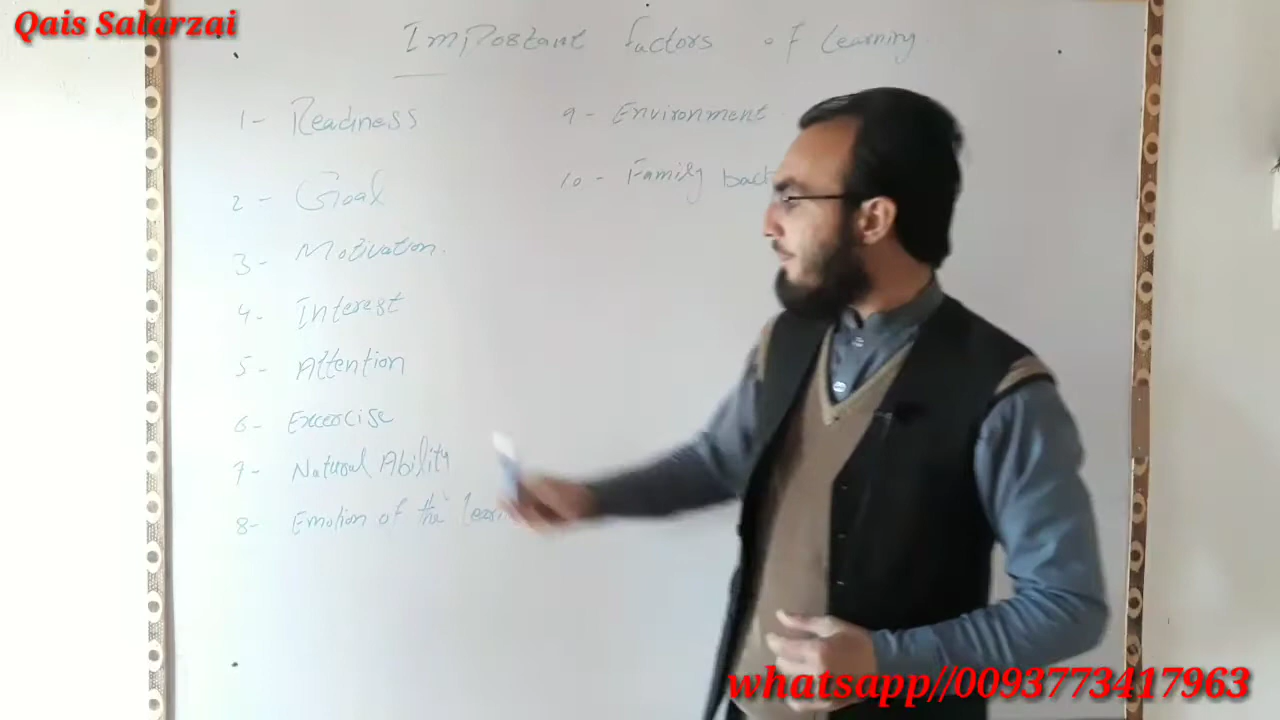 Qais Salarzai
Important factors of Learning
1- Readiness
2- Goal
3- Motivation.
4- Interest
5- Attention
6- Excercise
7- Natural Ability
8- Emotion of the
9- Environment
10- Family
whatsapp//0093773417963